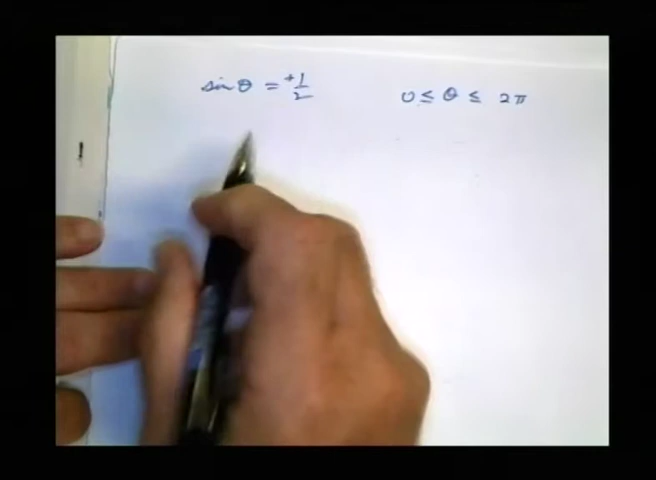 sin θ = +1/2 0 ≤ θ ≤ 2π